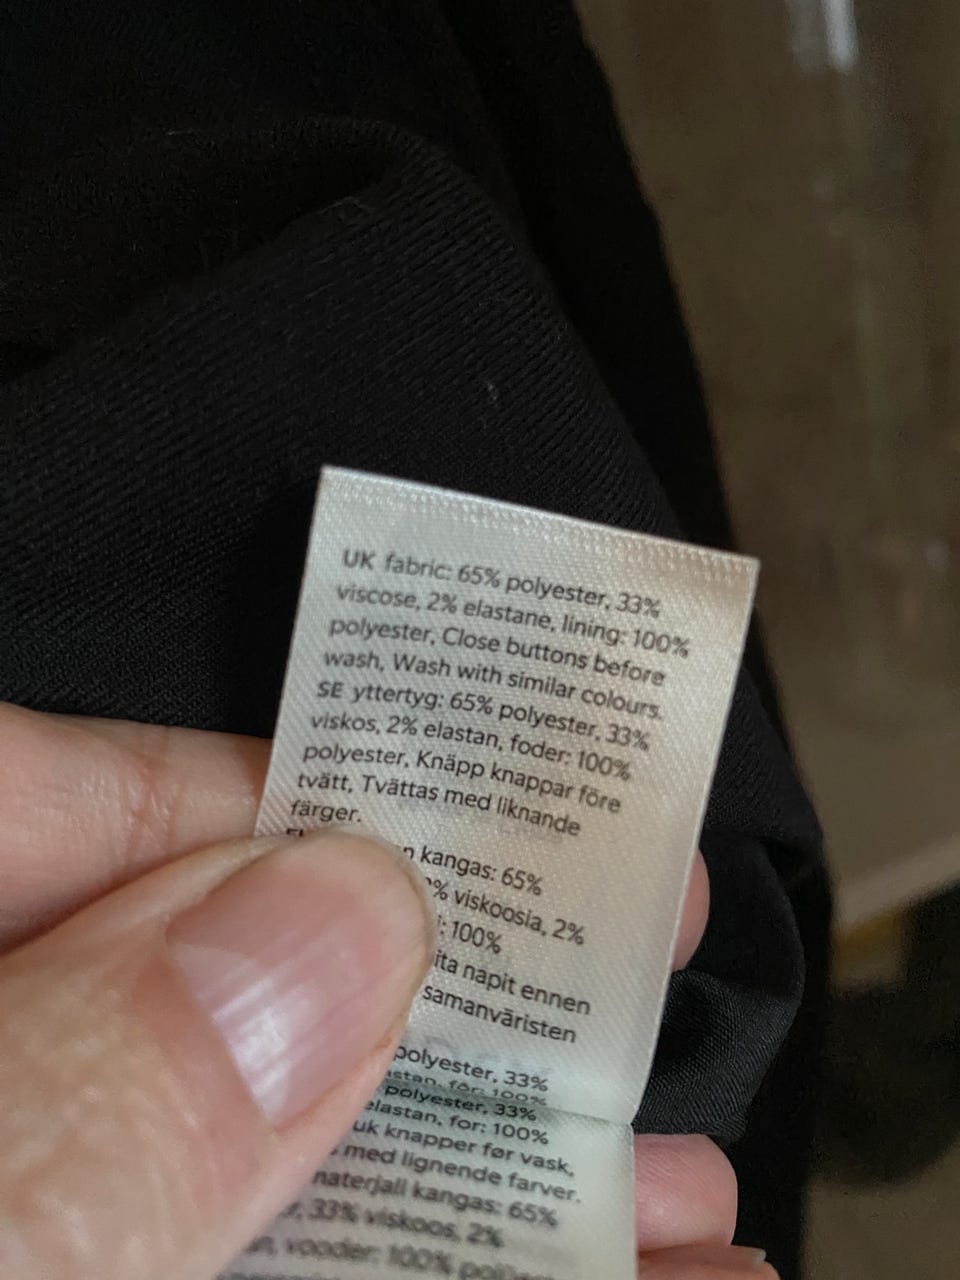 UK fabric: 65% polyester, 33%
viscose, 2% elastane, lining: 100%
polyester, Close buttons before
wash, Wash with similar colours.
SE yttertyg: 65% polyester, 33%
viskos, 2% elastan, foder: 100%
polyester, Knäpp knappar före
tvätt, Tvättas med liknande
färger.
kangas: 65%
% viskoosia, 2%
100%
napit ennen
samanväristen
polyester, 33%
för: 100%
polyester, 33%
elastan, for: 100%
knapper før vask,
med lignende farver.
materjall kangas: 65%
33% viskoos, 2%
vooder: 100%